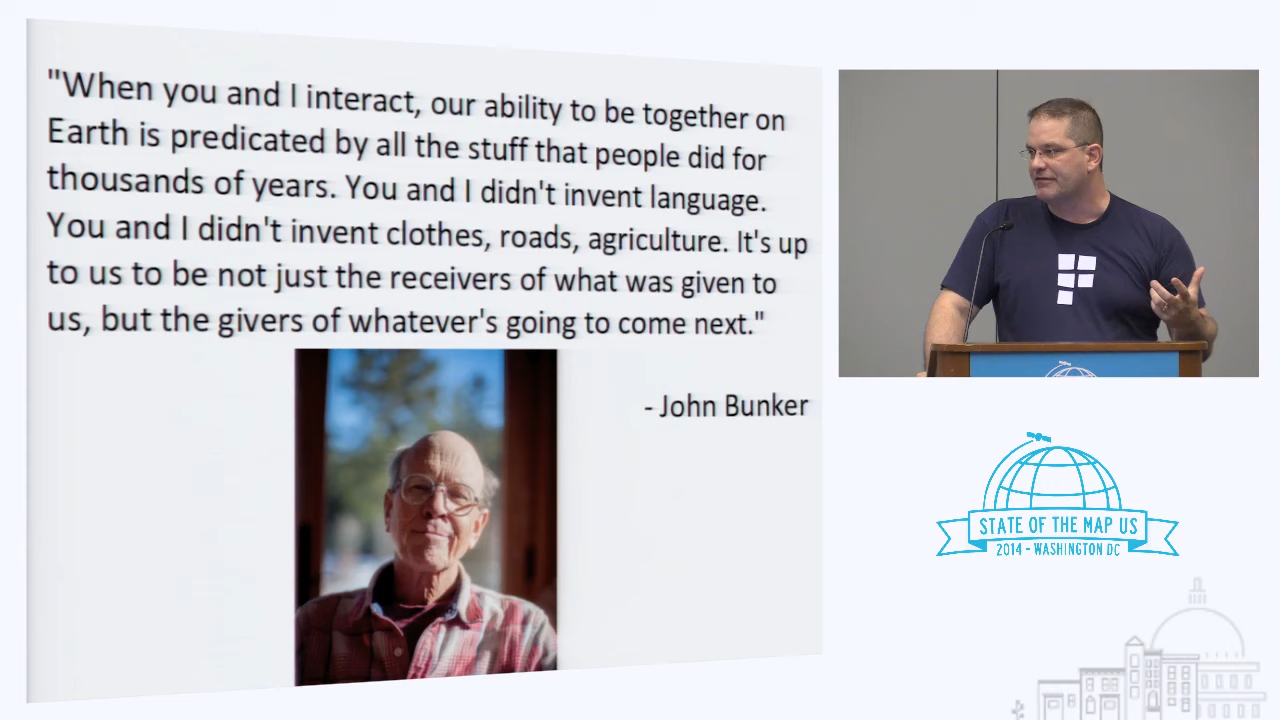 "When you and I interact, our ability to be together on
Earth is predicated by all the stuff that people did for
thousands of years. You and I didn't invent language.
You and I didn't invent clothes, roads, agriculture. It's up
to us to be not just the receivers of what was given to
us, but the givers of whatever's going to come next."
- John Bunker
STATE OF THE MAP US
2014 - WASHINGTON DC